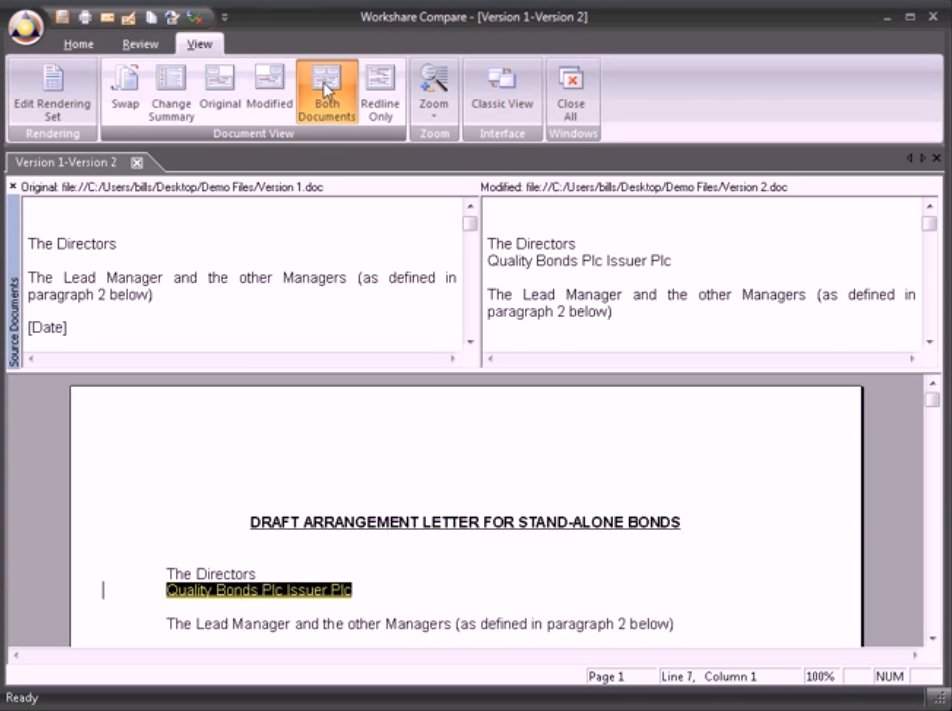 Workshare Compare - [Version 1-Version 2]
Home Review View
Edit Rendering Set
Swap
Change Summary
Original
Modified
Both Documents
Redline Only
Zoom
Classic View
Close All
Rendering
Document View
Zoom
Interface
Windows
Version 1-Version 2
Original: file://C:/Users/bills/Desktop/Demo Files/Version 1.doc
Modified: file://C:/Users/bills/Desktop/Demo Files/Version 2.doc
Source Documents
The Directors
The Lead Manager and the other Managers (as defined in
paragraph 2 below)
[Date]
The Directors
Quality Bonds Plc Issuer Plc
The Lead Manager and the other Managers (as defined in
paragraph 2 below)
DRAFT ARRANGEMENT LETTER FOR STAND-ALONE BONDS
The Directors
Quality Bonds Plc Issuer Plc
The Lead Manager and the other Managers (as defined in paragraph 2 below)
Page 1 Line 7, Column 1 100% NUM
Ready